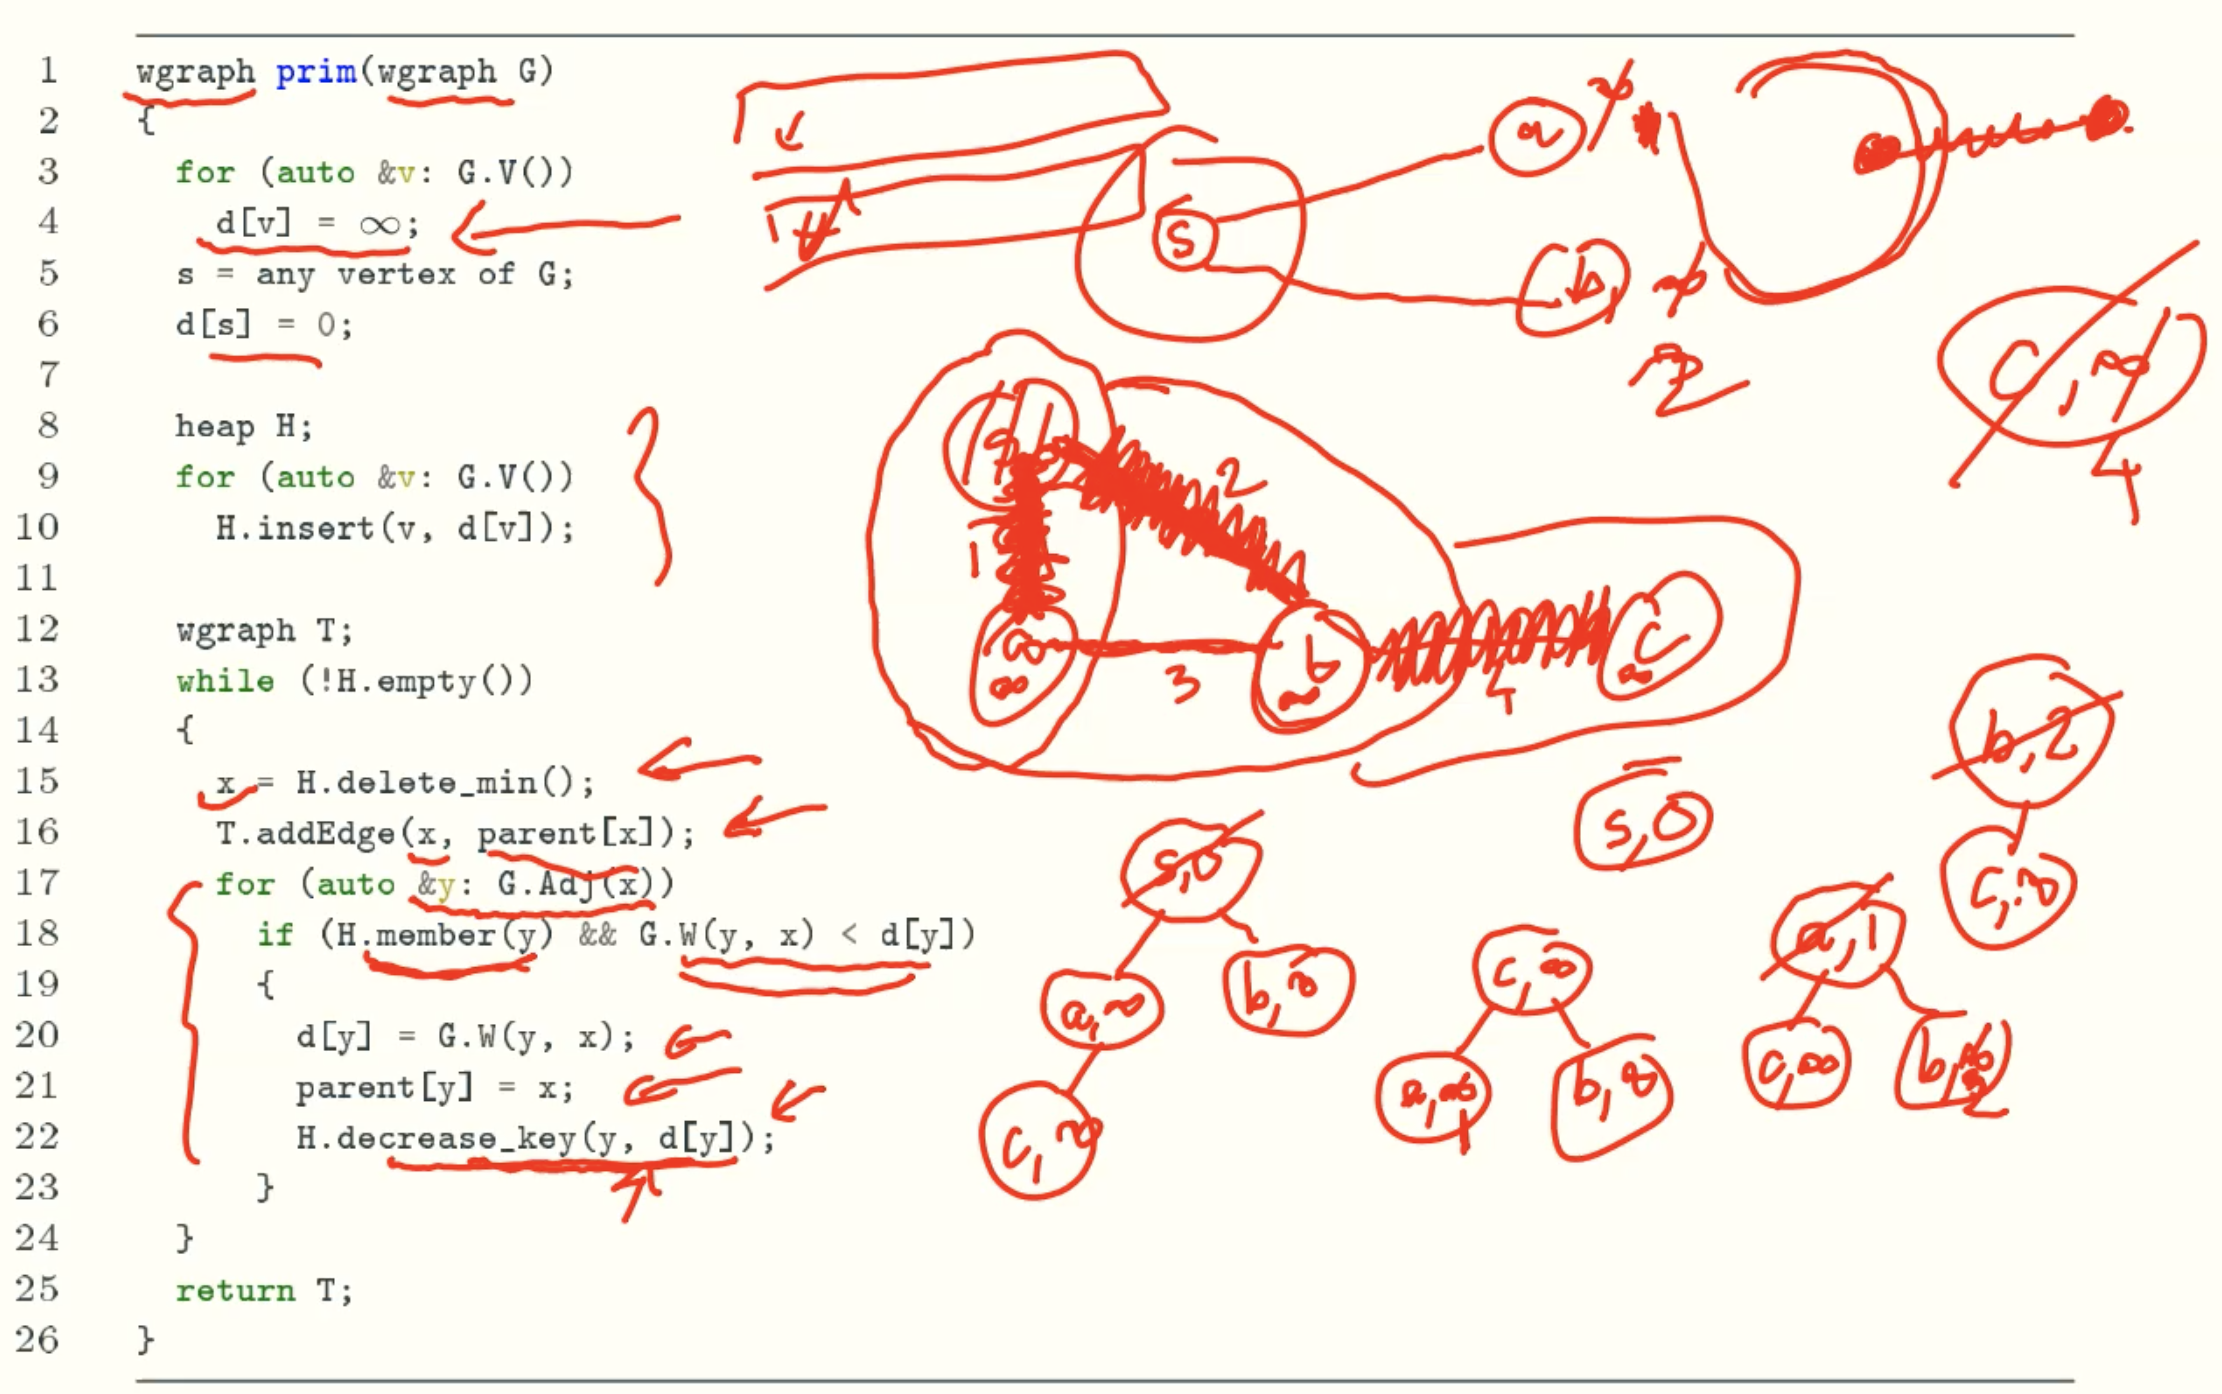 1 wgraph prim(wgraph G)
2 {
3 for (auto &v: G.V())
4 d[v] = ∞;
5 s = any vertex of G;
6 d[s] = 0;
7
8 heap H;
9 for (auto &v: G.V())
10 H.insert(v, d[v]);
11
12 wgraph T;
13 while (!H.empty())
14 {
15 x = H.delete_min();
16 T.addEdge(x, parent[x]);
17 for (auto &y: G.Adj(x))
18 if (H.member(y) && G.W(y, x) < d[y])
19 {
20 d[y] = G.W(y, x);
21 parent[y] = x;
22 H.decrease_key(y, d[y]);
23 }
24 }
25 return T;
26 }
a ∞
S
b, ∞
2
c, ∞
4
2
1
a ∞
b ∞
c ∞
3
4
b,2
c,∞
s,0
s,0
a,∞
b,∞
c,∞
c,∞
a,∞ 1
b,∞
a,1
c,∞
b,∞ 2